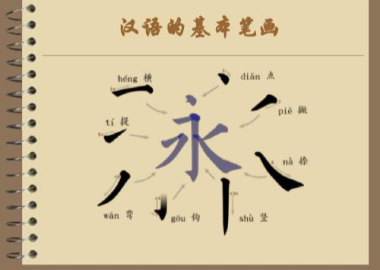 汉语的基本笔画
héng 横
diǎn 点
piě 撇
tí 提
永
nà 捺
wān 弯
gōu 钩
shù 竖